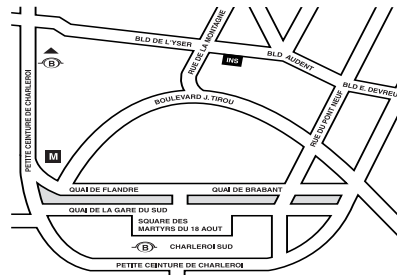 BLD DE L'YSER
RUE DE LA MONTAGNE
INS
BLD AUDENT
BLD E. DEVREU
B
PETITE CEINTURE DE CHARLEROI
BOULEVARD J. TIROU
RUE DU PONT NEUF
M
QUAI DE FLANDRE
QUAI DE BRABANT
QUAI DE LA GARE DU SUD
SQUARE DES
MARTYRS DU 18 AOUT
B
CHARLEROI SUD
PETITE CEINTURE DE CHARLEROI